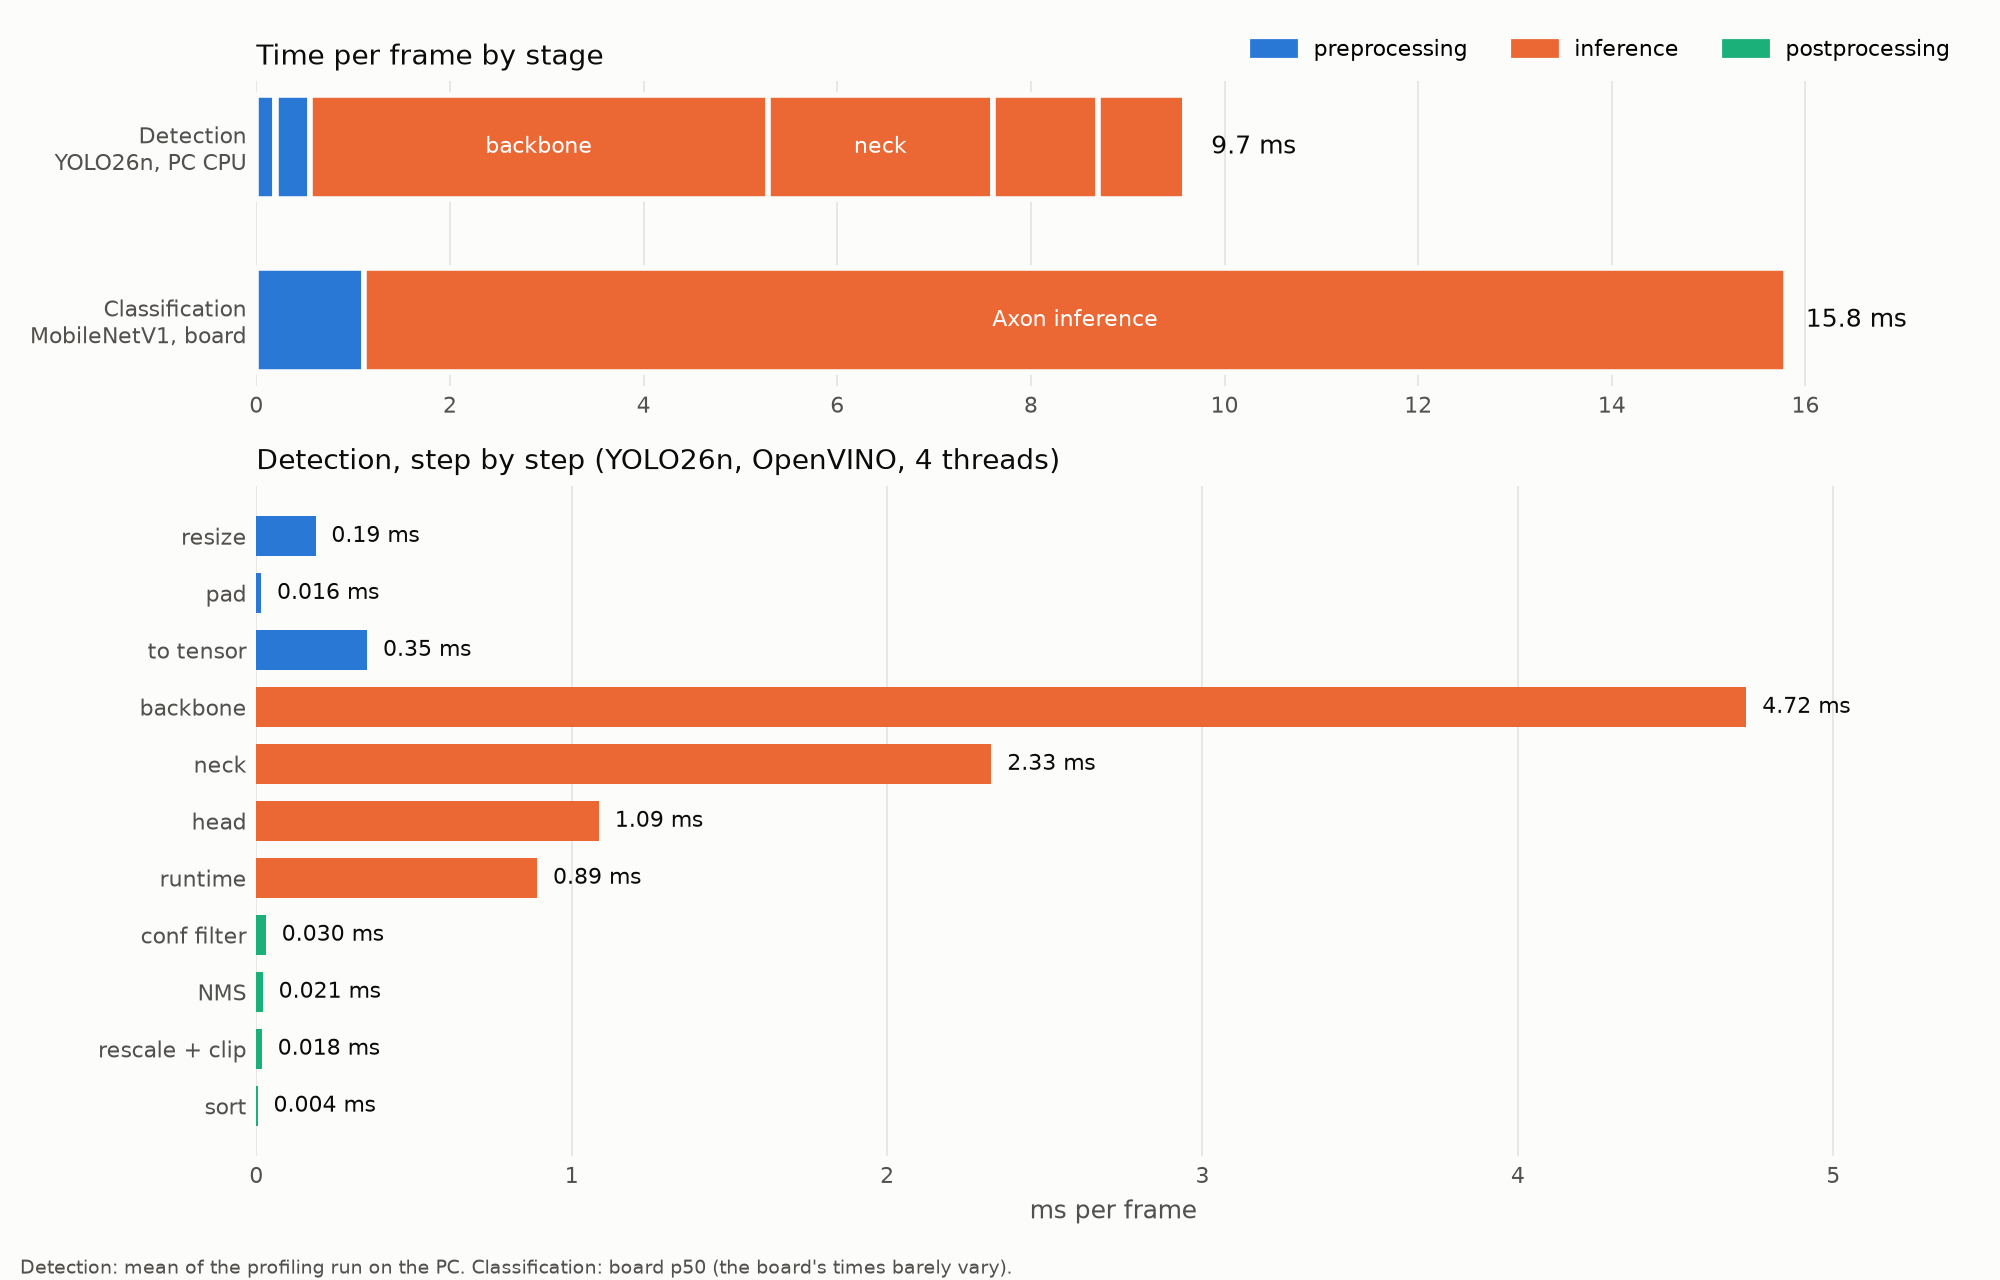 Time per frame by stage
preprocessing
inference
postprocessing
Detection
YOLO26n, PC CPU
backbone
neck
9.7 ms
Classification
MobileNetV1, board
Axon inference
15.8 ms
0 2 4 6 8 10 12 14 16
Detection, step by step (YOLO26n, OpenVINO, 4 threads)
resize 0.19 ms
pad 0.016 ms
to tensor 0.35 ms
backbone 4.72 ms
neck 2.33 ms
head 1.09 ms
runtime 0.89 ms
conf filter 0.030 ms
NMS 0.021 ms
rescale + clip 0.018 ms
sort 0.004 ms
0 1 2 3 4 5
ms per frame
Detection: mean of the profiling run on the PC. Classification: board p50 (the board's times barely vary).